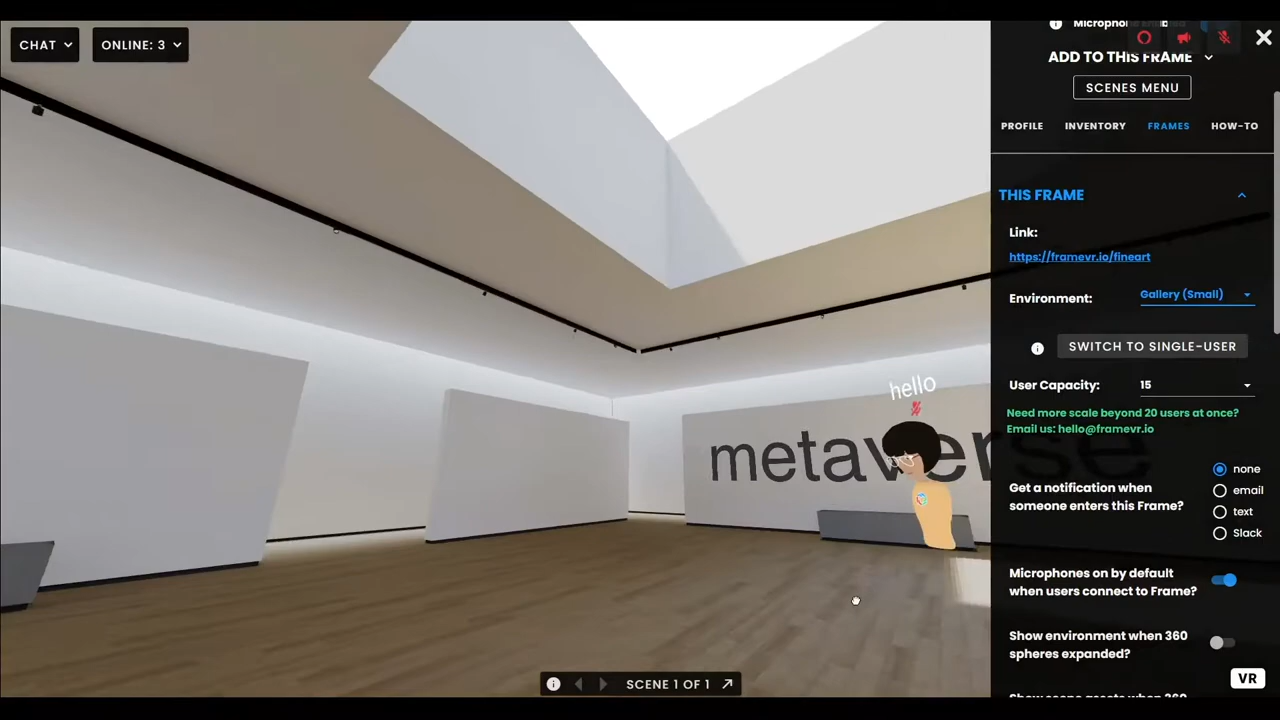 CHAT
ONLINE: 3
ADD TO THIS FRAME
SCENES MENU
PROFILE INVENTORY FRAMES HOW-TO
THIS FRAME
Link:
https://framevr.io/fineart
Environment: Gallery (Small)
SWITCH TO SINGLE-USER
User Capacity: 15
Need more scale beyond 20 users at once?
Email us: hello@framevr.io
Get a notification when
someone enters this Frame?
none
email
text
Slack
Microphones on by default
when users connect to Frame?
Show environment when 360
spheres expanded?
hello
metaverse
SCENE 1 OF 1
VR